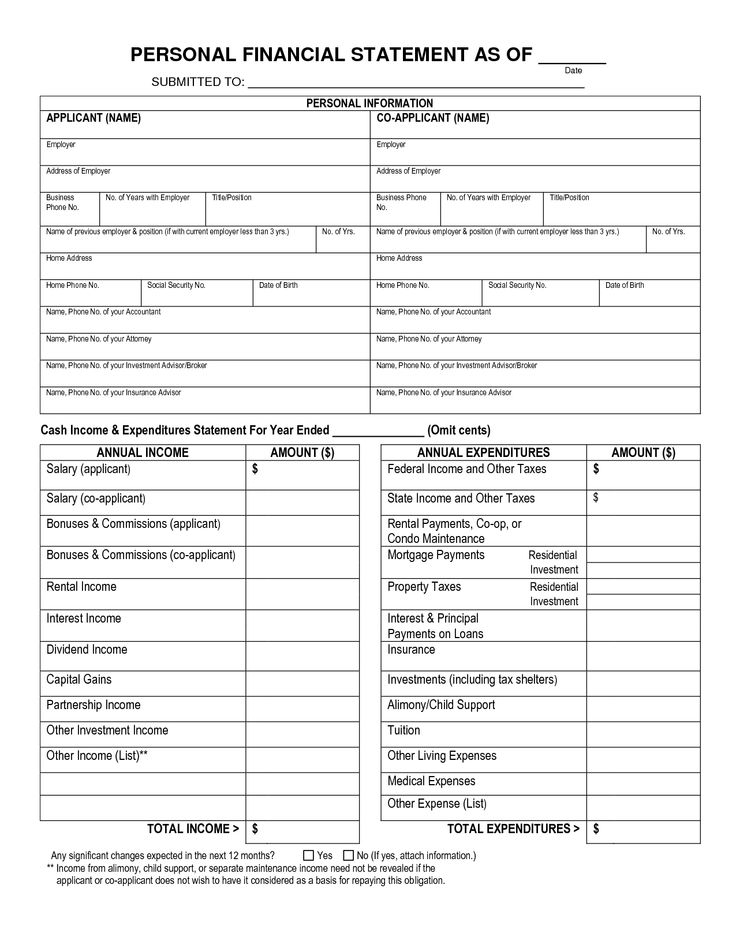 PERSONAL FINANCIAL STATEMENT AS OF ______
Date
SUBMITTED TO: ______
PERSONAL INFORMATION
APPLICANT (NAME) CO-APPLICANT (NAME)
Employer Employer
Address of Employer Address of Employer
Business Phone No. No. of Years with Employer Title/Position Business Phone No. No. of Years with Employer Title/Position
Name of previous employer & position (if with current employer less than 3 yrs.) No. of Yrs. Name of previous employer & position (if with current employer less than 3 yrs.) No. of Yrs.
Home Address Home Address
Home Phone No. Social Security No. Date of Birth Home Phone No. Social Security No. Date of Birth
Name, Phone No. of your Accountant Name, Phone No. of your Accountant
Name, Phone No. of your Attorney Name, Phone No. of your Attorney
Name, Phone No. of your Investment Advisor/Broker Name, Phone No. of your Investment Advisor/Broker
Name, Phone No. of your Insurance Advisor Name, Phone No. of your Insurance Advisor
Cash Income & Expenditures Statement For Year Ended ______ (Omit cents)
ANNUAL INCOME AMOUNT ($)
Salary (applicant) $
Salary (co-applicant)
Bonuses & Commissions (applicant)
Bonuses & Commissions (co-applicant)
Rental Income
Interest Income
Dividend Income
Capital Gains
Partnership Income
Other Investment Income
Other Income (List)**
TOTAL INCOME > $
ANNUAL EXPENDITURES AMOUNT ($)
Federal Income and Other Taxes $
State Income and Other Taxes $
Rental Payments, Co-op, or
Condo Maintenance
Mortgage Payments Residential
Investment
Property Taxes Residential
Investment
Interest & Principal
Payments on Loans
Insurance
Investments (including tax shelters)
Alimony/Child Support
Tuition
Other Living Expenses
Medical Expenses
Other Expense (List)
TOTAL EXPENDITURES > $
Any significant changes expected in the next 12 months? Yes No (If yes, attach information.)
** Income from alimony, child support, or separate maintenance income need not be revealed if the
applicant or co-applicant does not wish to have it considered as a basis for repaying this obligation.